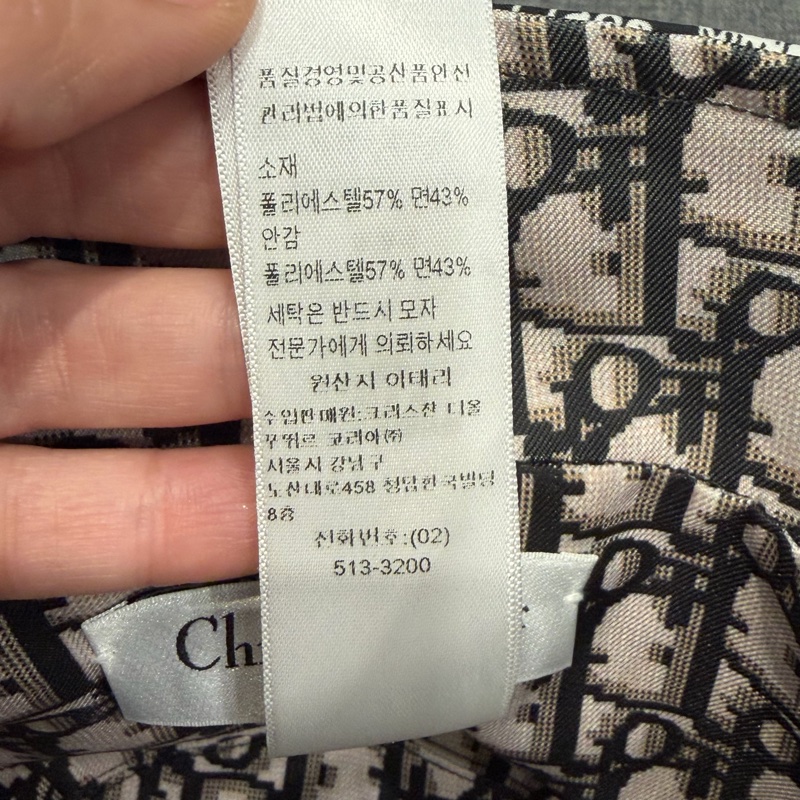 품질경영및공산품안전
관리법에의한품질표시
소재
폴리에스텔57% 면43%
안감
폴리에스텔57% 면43%
세탁은 반드시 모자
전문가에게 의뢰하세요
원산지 이태리
수입판매원:크리스챤 디올
꾸뛰르 코리아㈜
서울시 강남구
노산대로458 청담한국빌딩
8층
전화번호:(02)
513-3200
Ch